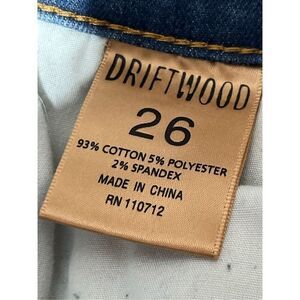 DRIFTWOOD
26
93% COTTON 5% POLYESTER
2% SPANDEX
MADE IN CHINA
RN 110712